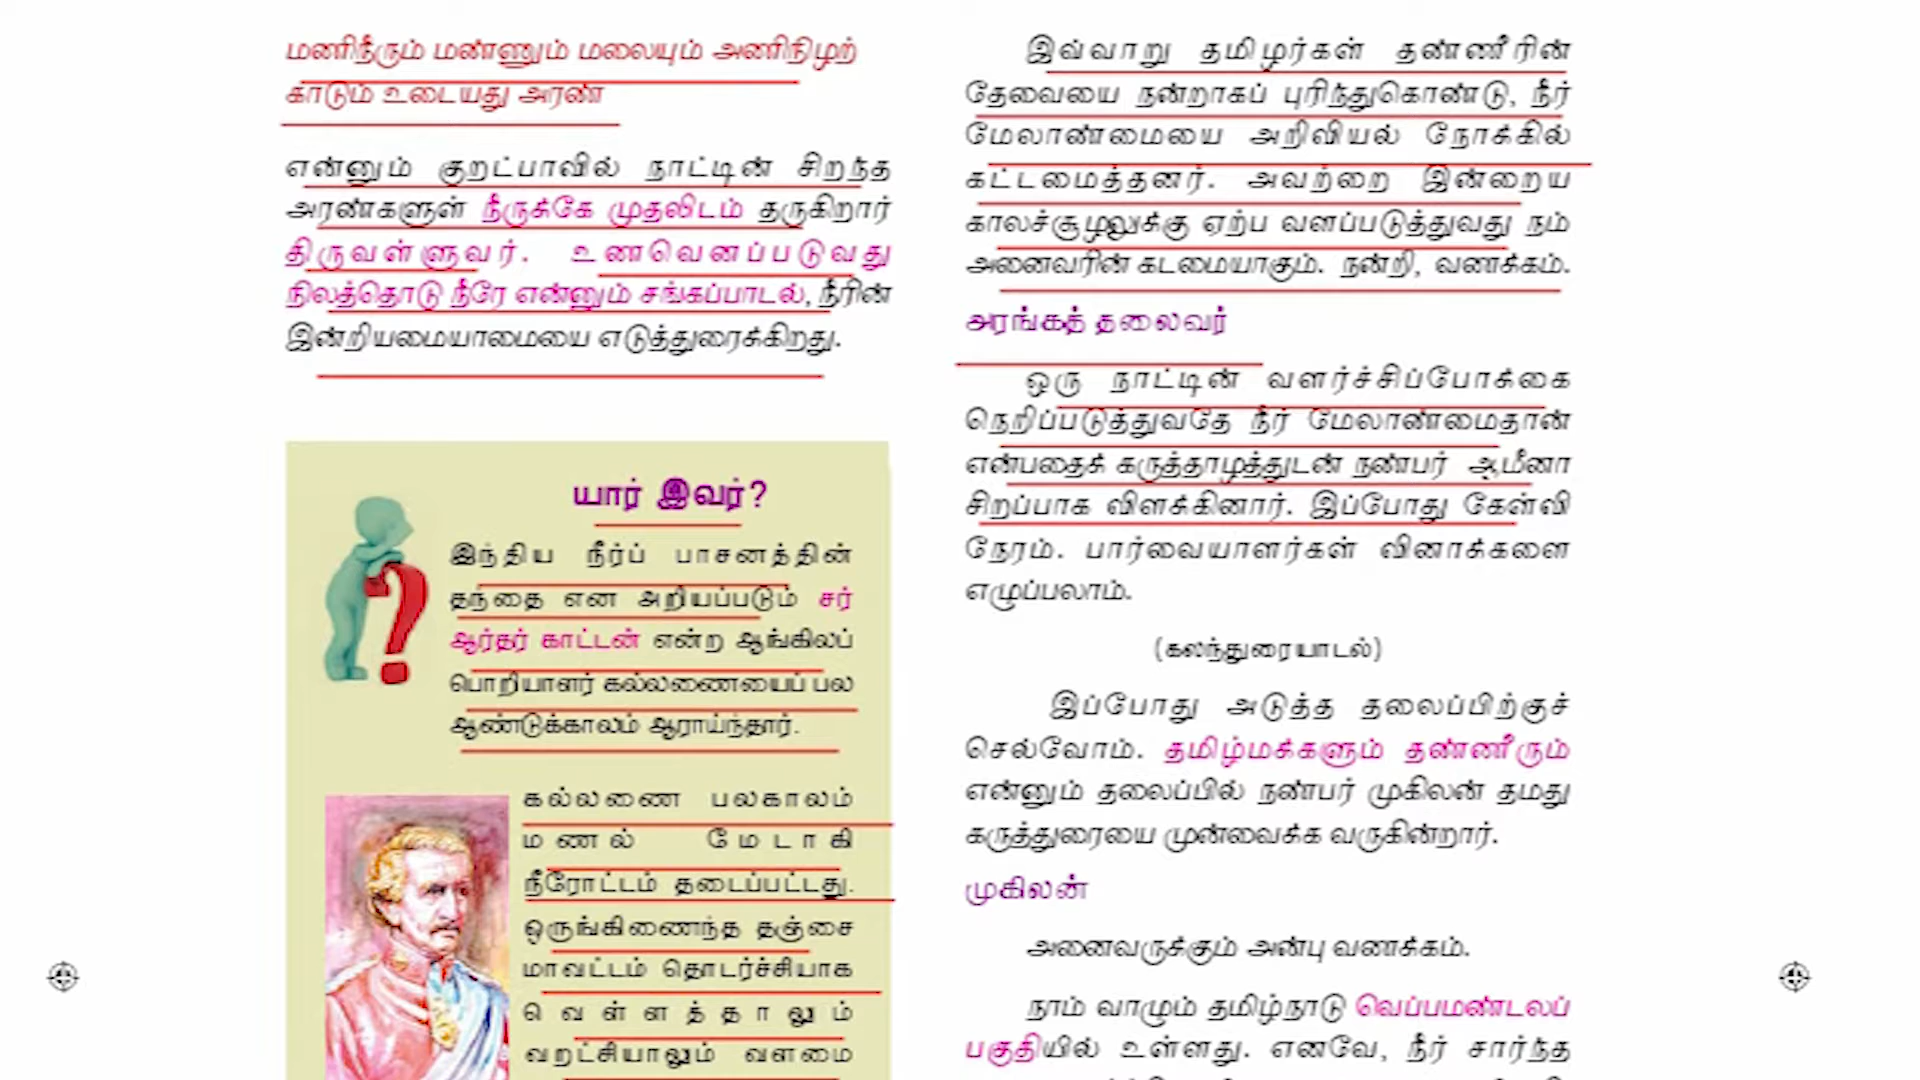 மணிநீரும் மண்ணும் மலையும் அணிநிழற்
காடும் உடையது அரண்
என்னும் குறட்பாவில் நாட்டின் சிறந்த
அரண்களுள் நீருக்கே முதலிடம் தருகிறார்
திருவள்ளுவர். உணவெனப்படுவது
நிலத்தொடு நீரே என்னும் சங்கப்பாடல், நீரின்
இன்றியமையாமையை எடுத்துரைக்கிறது.
யார் இவர்?
இந்திய நீர்ப் பாசனத்தின்
தந்தை என அறியப்படும் சர்
ஆர்தர் காட்டன் என்ற ஆங்கிலப்
பொறியாளர் கல்லணையைப் பல
ஆண்டுக்காலம் ஆராய்ந்தார்.
கல்லணை பலகாலம்
மணல் மேடாகி
நீரோட்டம் தடைப்பட்டது.
ஒருங்கிணைந்த தஞ்சை
மாவட்டம் தொடர்ச்சியாக
வெள்ளத்தாலும்
வறட்சியாலும் வளமை
இவ்வாறு தமிழர்கள் தண்ணீரின்
தேவையை நன்றாகப் புரிந்துகொண்டு, நீர்
மேலாண்மையை அறிவியல் நோக்கில்
கட்டமைத்தனர். அவற்றை இன்றைய
காலச்சூழலுக்கு ஏற்ப வளப்படுத்துவது நம்
அனைவரின் கடமையாகும். நன்றி, வணக்கம்.
அரங்கத் தலைவர்
ஒரு நாட்டின் வளர்ச்சிப்போக்கை
நெறிப்படுத்துவதே நீர் மேலாண்மைதான்
என்பதைக் கருத்தாழத்துடன் நண்பர் ஆமீனா
சிறப்பாக விளக்கினார். இப்போது கேள்வி
நேரம். பார்வையாளர்கள் வினாக்களை
எழுப்பலாம்.
(கலந்துரையாடல்)
இப்போது அடுத்த தலைப்பிற்குச்
செல்வோம். தமிழ்மக்களும் தண்ணீரும்
என்னும் தலைப்பில் நண்பர் முகிலன் தமது
கருத்துரையை முன்வைக்க வருகின்றார்.
முகிலன்
அனைவருக்கும் அன்பு வணக்கம்.
நாம் வாழும் தமிழ்நாடு வெப்பமண்டலப்
பகுதியில் உள்ளது. எனவே, நீர் சார்ந்த